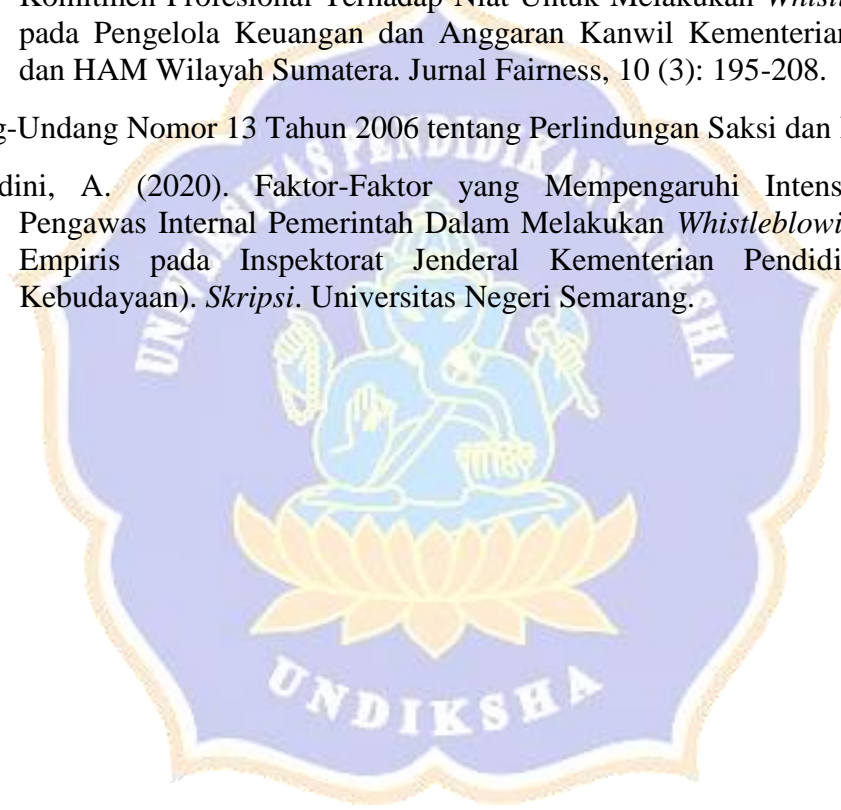 Komitmen Profesional Terhadap Niat Untuk Melakukan
pada Pengelola Keuangan dan Anggaran Kanwil Kementerian
dan HAM Wilayah Sumatera. Jurnal Fairness, 10 (3): 195-208.
g-Undang Nomor 13 Tahun 2006 tentang Perlindungan Saksi dan
dini, A. (2020). Faktor-Faktor yang Mempengaruhi Intens
Pengawas Internal Pemerintah Dalam Melakukan Whistleblowi
Empiris pada Inspektorat Jenderal Kementerian Pendidi
Kebudayaan). Skripsi. Universitas Negeri Semarang.
UNIVERSITAS PENDIDIKAN GANESHA
UNDIKSHA